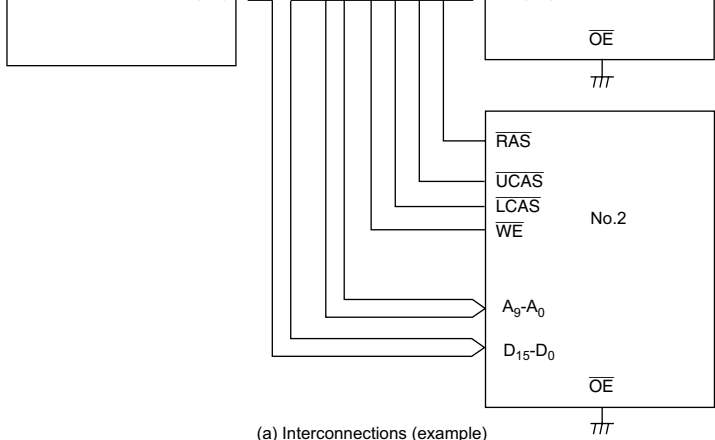 OE
RAS
UCAS
LCAS
No.2
WE
A9-A0
D15-D0
OE
(a) Interconnections (example)